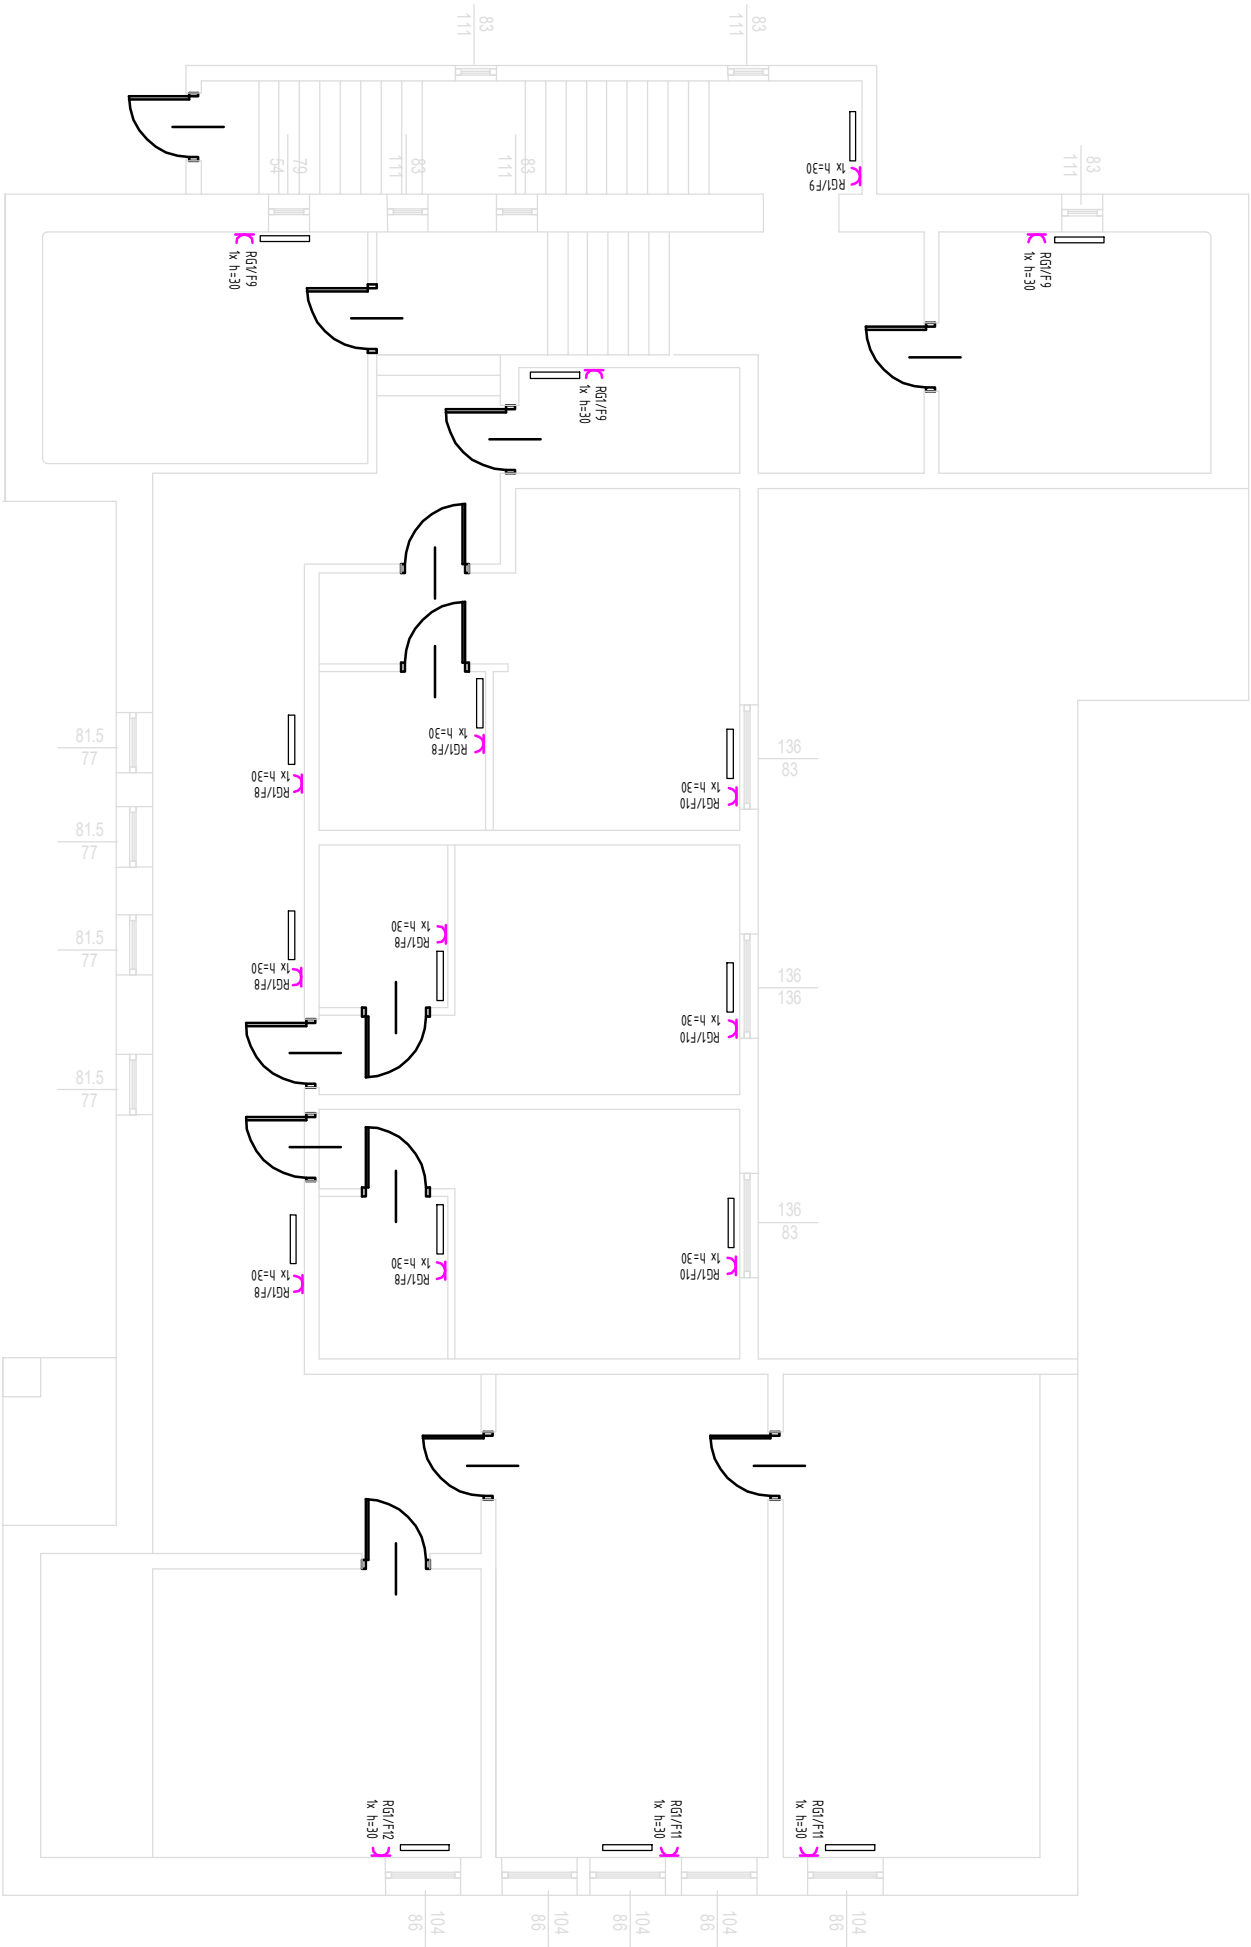 83
111
83
111
79
54
83
111
83
111
83
111
RG1/F9
1x h=30
RG1/F9
1x h=30
RG1/F9
1x h=30
RG1/F9
1x h=30
81.5
77
1x h=30
RG1/F8
1x h=30
RG1/F8
1x h=30
RG1/F10
136
83
81.5
77
81.5
77
1x h=30
RG1/F8
1x h=30
RG1/F8
1x h=30
RG1/F10
136
136
81.5
77
1x h=30
RG1/F8
1x h=30
RG1/F8
1x h=30
RG1/F10
136
83
RG1/F12
1x h=30
RG1/F11
1x h=30
RG1/F11
1x h=30
104
86
104
86
104
86
104
86
104
86